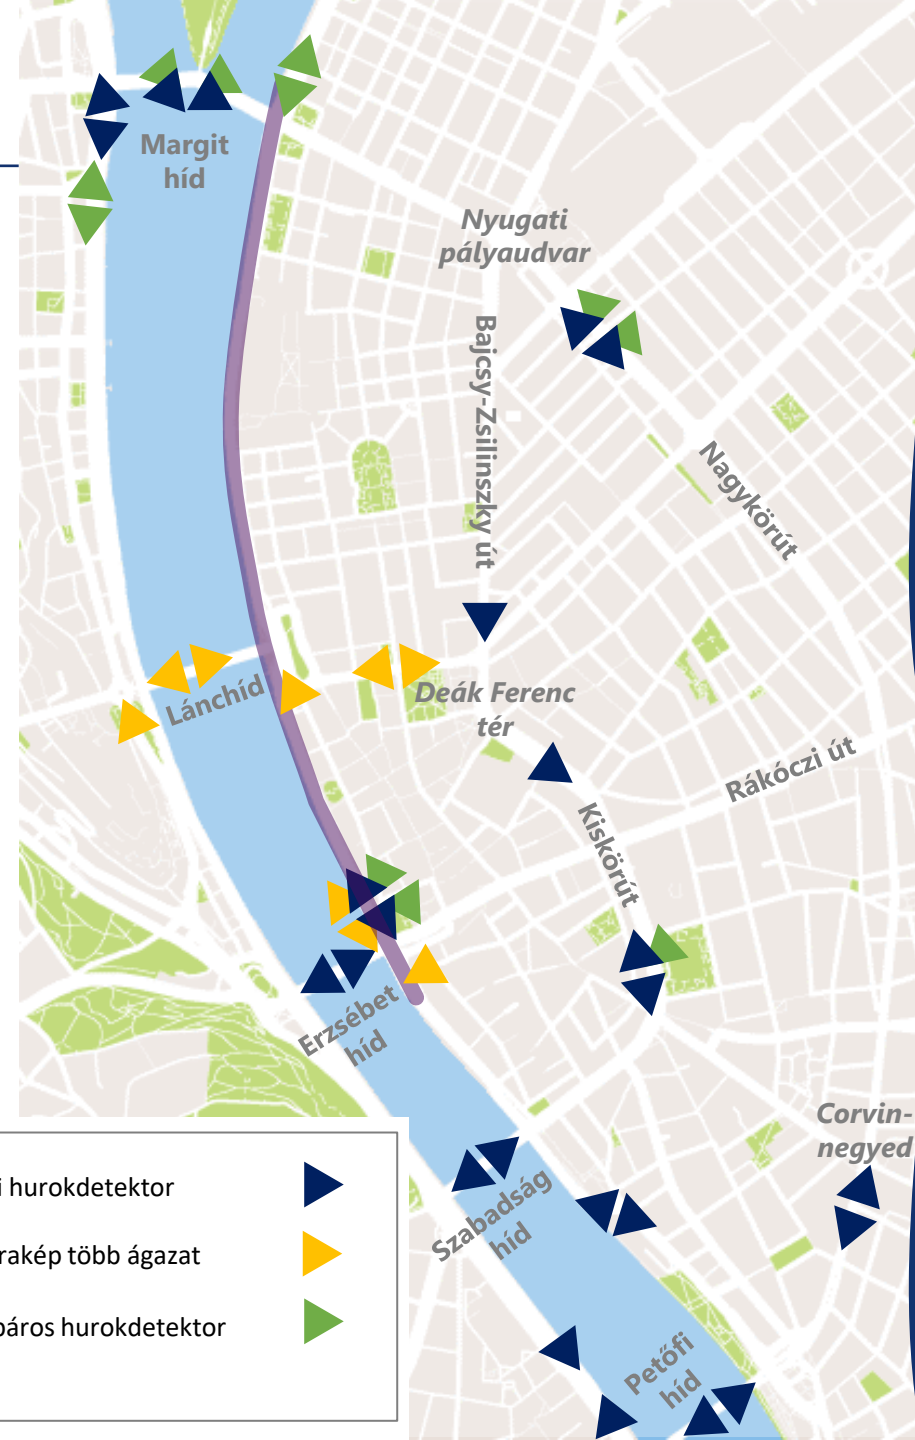 Margit
híd
Nyugati
pályaudvar
Bajcsy-Zsilinszky út
Nagykörút
Lánchíd
Deák Ferenc
tér
Rákóczi út
Kiskörút
Erzsébet
híd
Corvin-
negyed
Szabadság
híd
Petőfi
híd
i hurokdetektor
rakép több ágazat
páros hurokdetektor